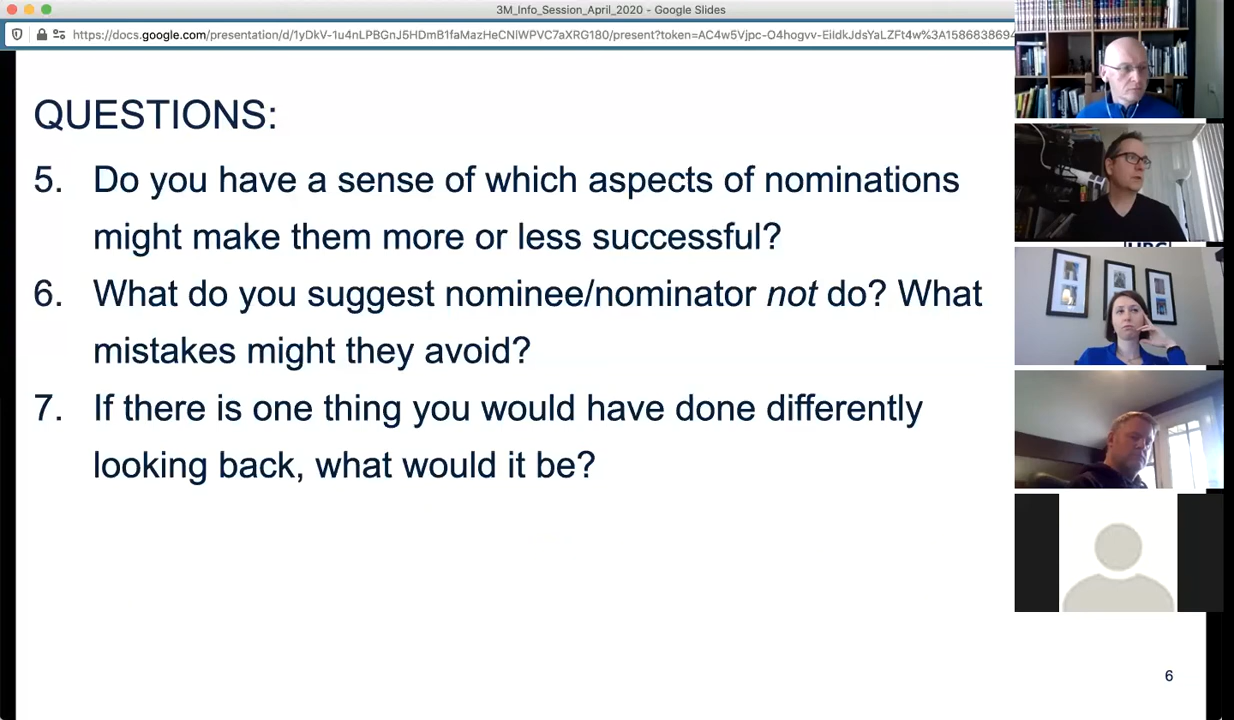 3M_Info_Session_April_2020 - Google Slides
https://docs.google.com/presentation/d/1yDkV-1u4nLPBGnJ5HDmB1faMazHeCNlWPVC7aXRG180/present?token=AC4w5Vjpc-O4hogvv-EiIdkJdsYaLZFt4w%3A1586838694
QUESTIONS:
5. Do you have a sense of which aspects of nominations
might make them more or less successful?
6. What do you suggest nominee/nominator not do? What
mistakes might they avoid?
7. If there is one thing you would have done differently
looking back, what would it be?
6